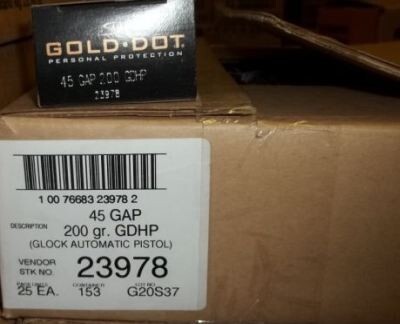 GOLD·DOT.
PERSONAL PROTECTION
45 GAP 200 GDHP
23978
1 00 76683 23978 2
45 GAP
DESCRIPTION 200 gr. GDHP
(GLOCK AUTOMATIC PISTOL)
VENDOR
STK NO. 23978
25 EA. 153 G20S37